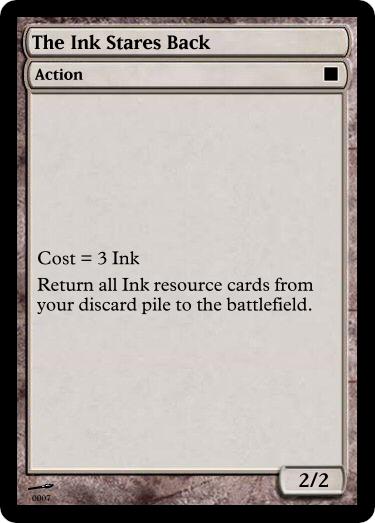 The Ink Stares Back
Action
Cost = 3 Ink
Return all Ink resource cards from
your discard pile to the battlefield.
2/2
0007